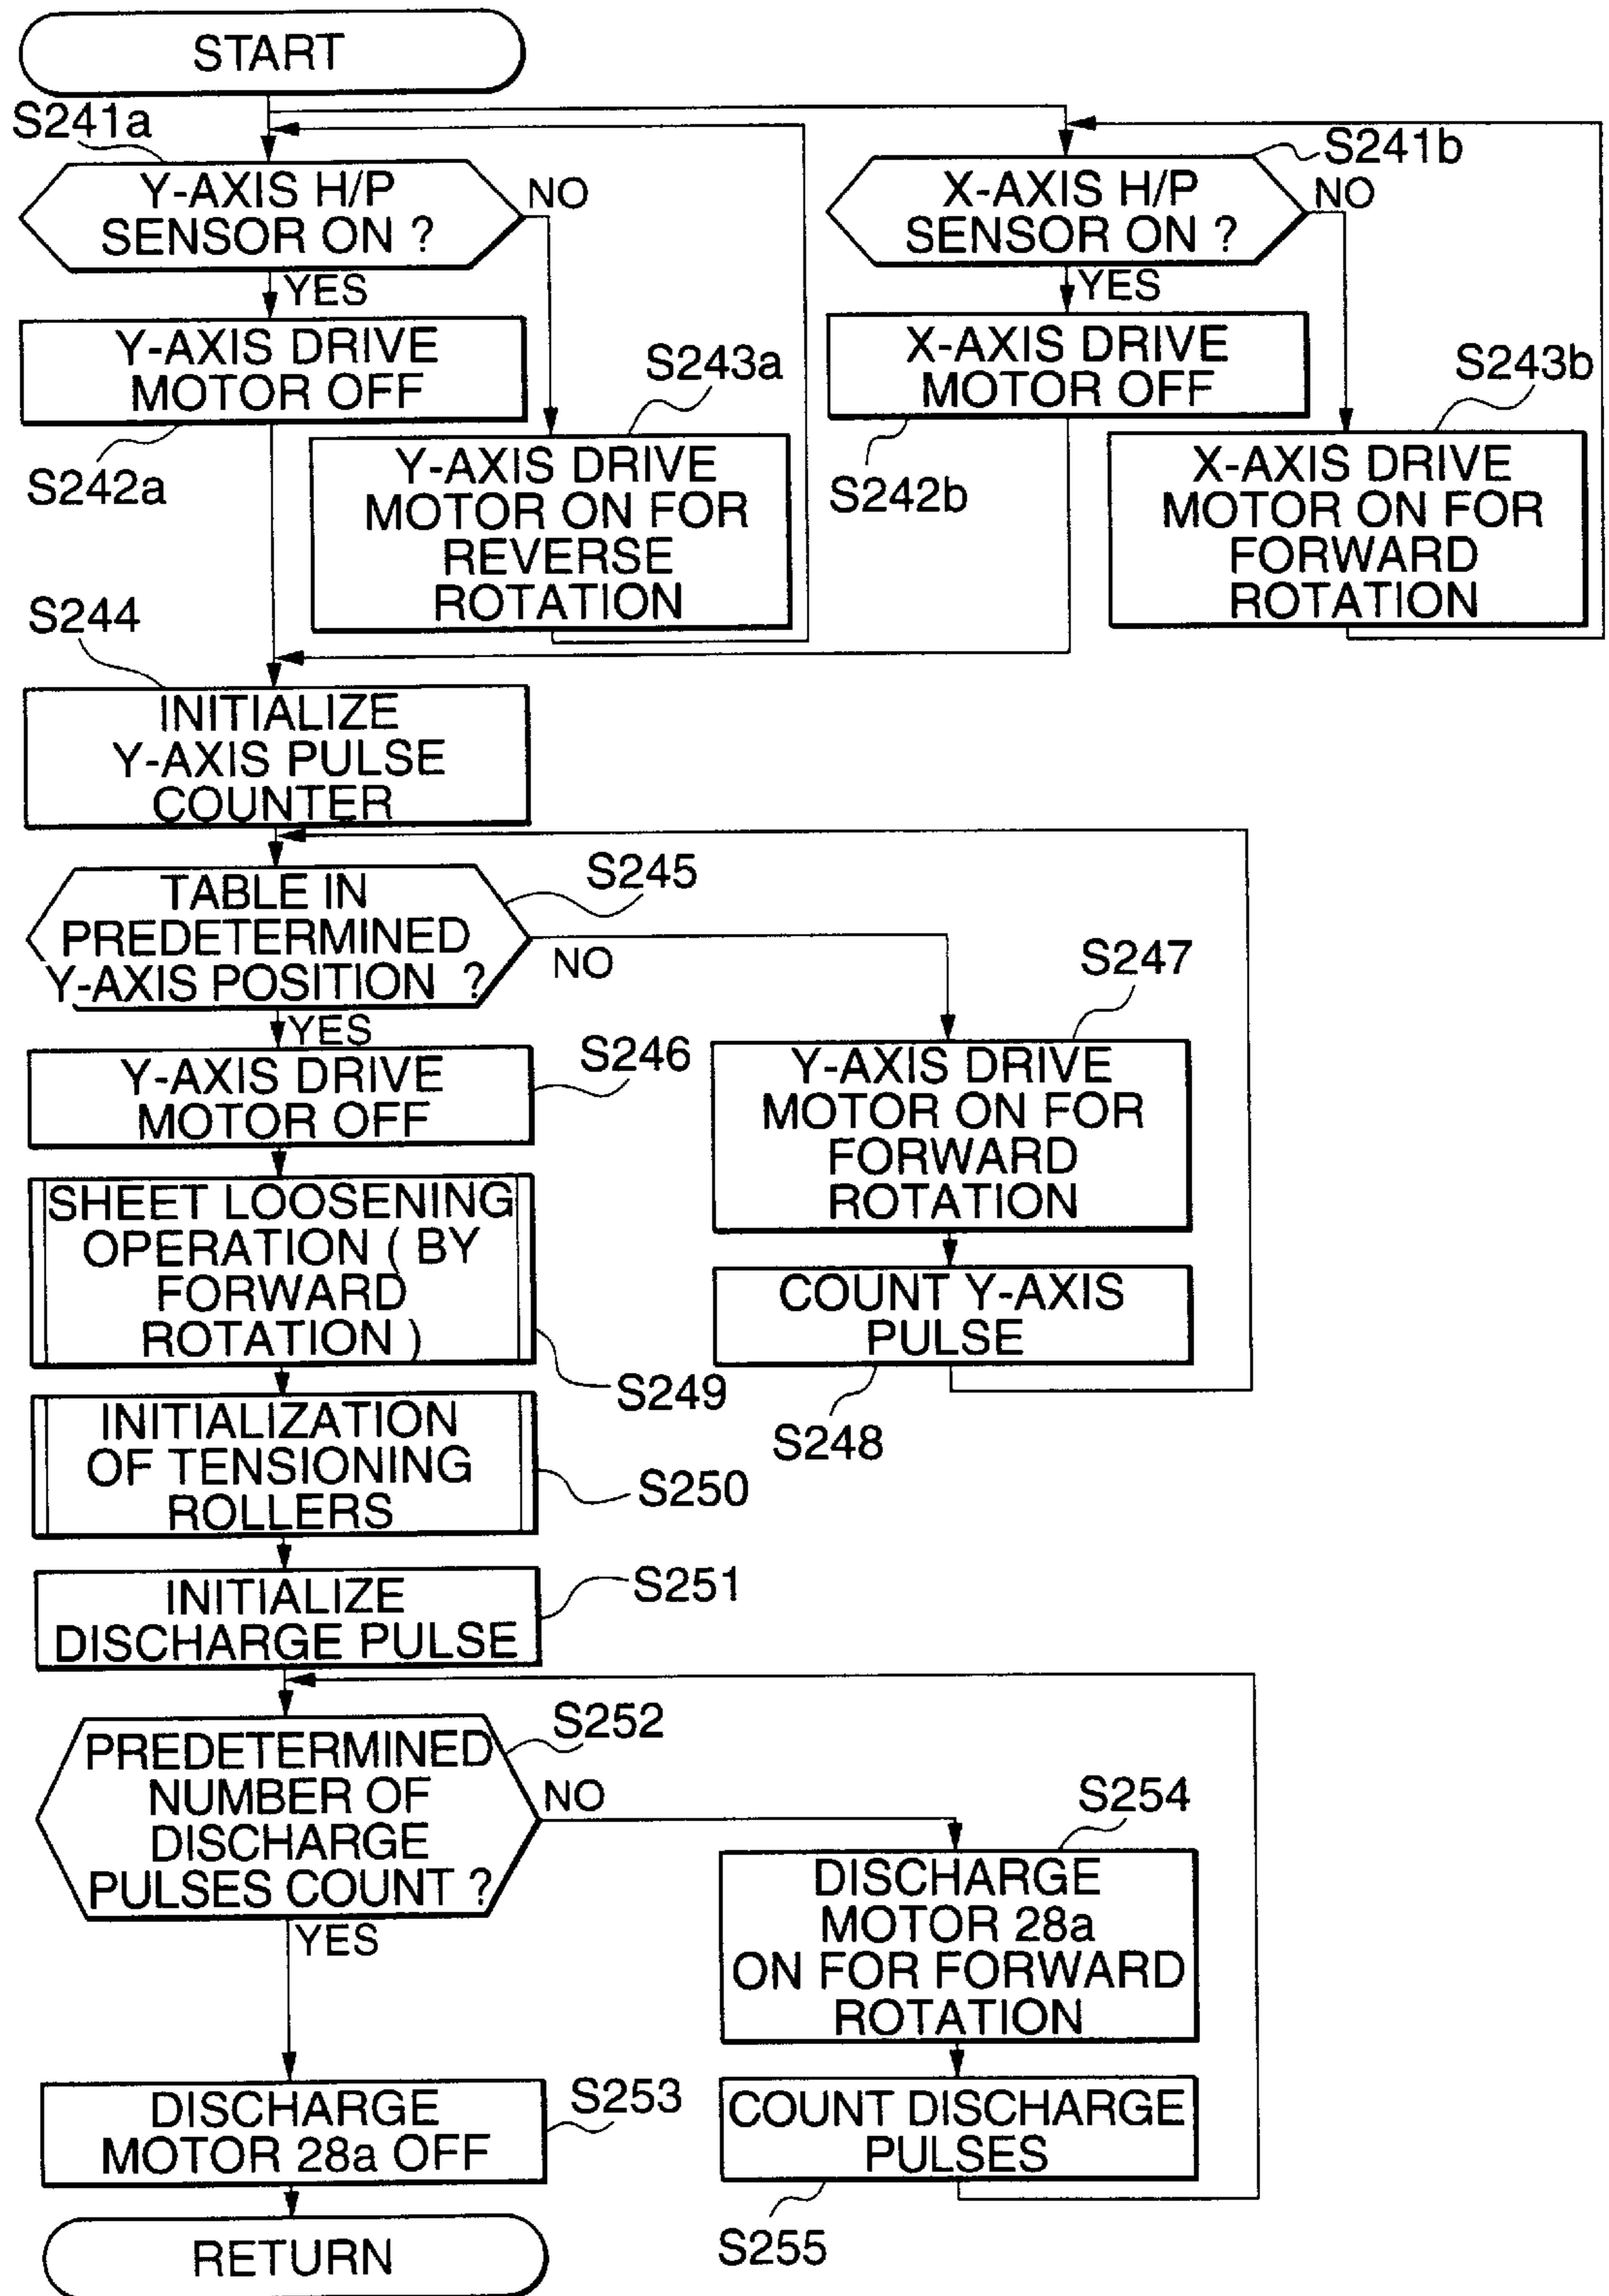 START
S241a
Y-AXIS H/P
SENSOR ON ?
NO
YES
Y-AXIS DRIVE
MOTOR OFF
S242a
S243a
Y-AXIS DRIVE
MOTOR ON FOR
REVERSE
ROTATION
S241b
X-AXIS H/P
SENSOR ON ?
NO
YES
X-AXIS DRIVE
MOTOR OFF
S242b
S243b
X-AXIS DRIVE
MOTOR ON FOR
FORWARD
ROTATION
S244
INITIALIZE
Y-AXIS PULSE
COUNTER
S245
TABLE IN
PREDETERMINED
Y-AXIS POSITION ?
NO
YES
S246
Y-AXIS DRIVE
MOTOR OFF
S247
Y-AXIS DRIVE
MOTOR ON FOR
FORWARD
ROTATION
COUNT Y-AXIS
PULSE
S248
SHEET LOOSENING
OPERATION ( BY
FORWARD
ROTATION )
S249
INITIALIZATION
OF TENSIONING
ROLLERS
S250
INITIALIZE
DISCHARGE PULSE
S251
S252
PREDETERMINED
NUMBER OF
DISCHARGE
PULSES COUNT ?
NO
YES
S254
DISCHARGE
MOTOR 28a
ON FOR FORWARD
ROTATION
COUNT DISCHARGE
PULSES
S255
S253
DISCHARGE
MOTOR 28a OFF
RETURN